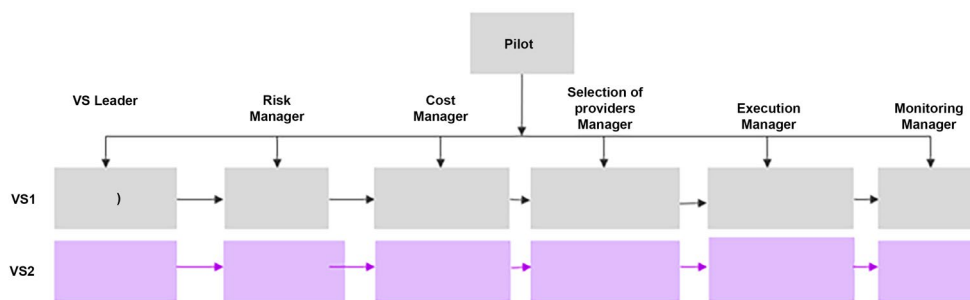 Pilot
VS Leader
Risk
Manager
Cost
Manager
Selection of
providers
Manager
Execution
Manager
Monitoring
Manager
VS1
)
VS2